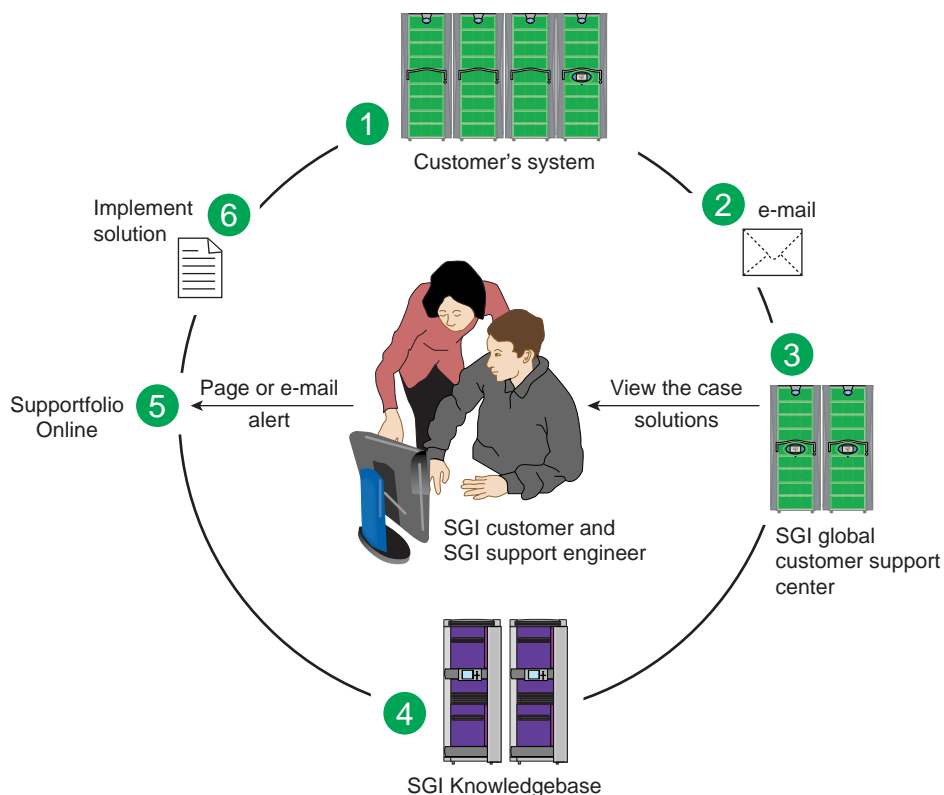 1
Customer's system
2
e-mail
6
Implement
solution
3
View the case
solutions
SGI global
customer support
center
Page or e-mail
alert
5
Supportfolio
Online
SGI customer and
SGI support engineer
4
SGI Knowledgebase